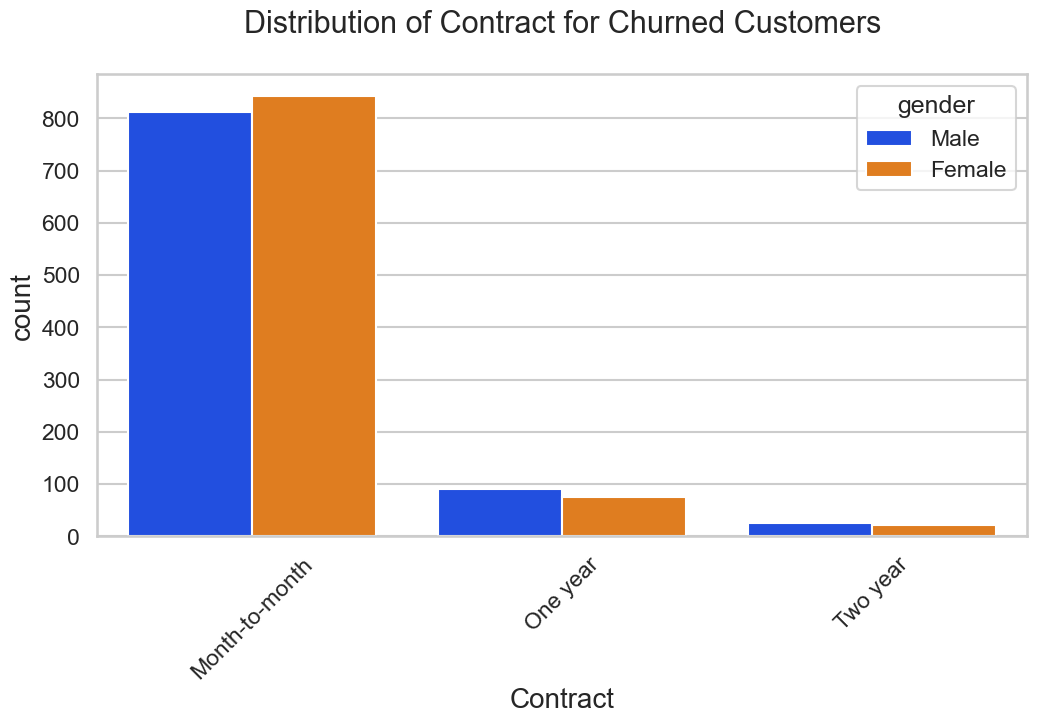 Distribution of Contract for Churned Customers
gender
Male
Female
800
700
600
500
400
300
200
100
0
count
Month-to-month
One year
Two year
Contract